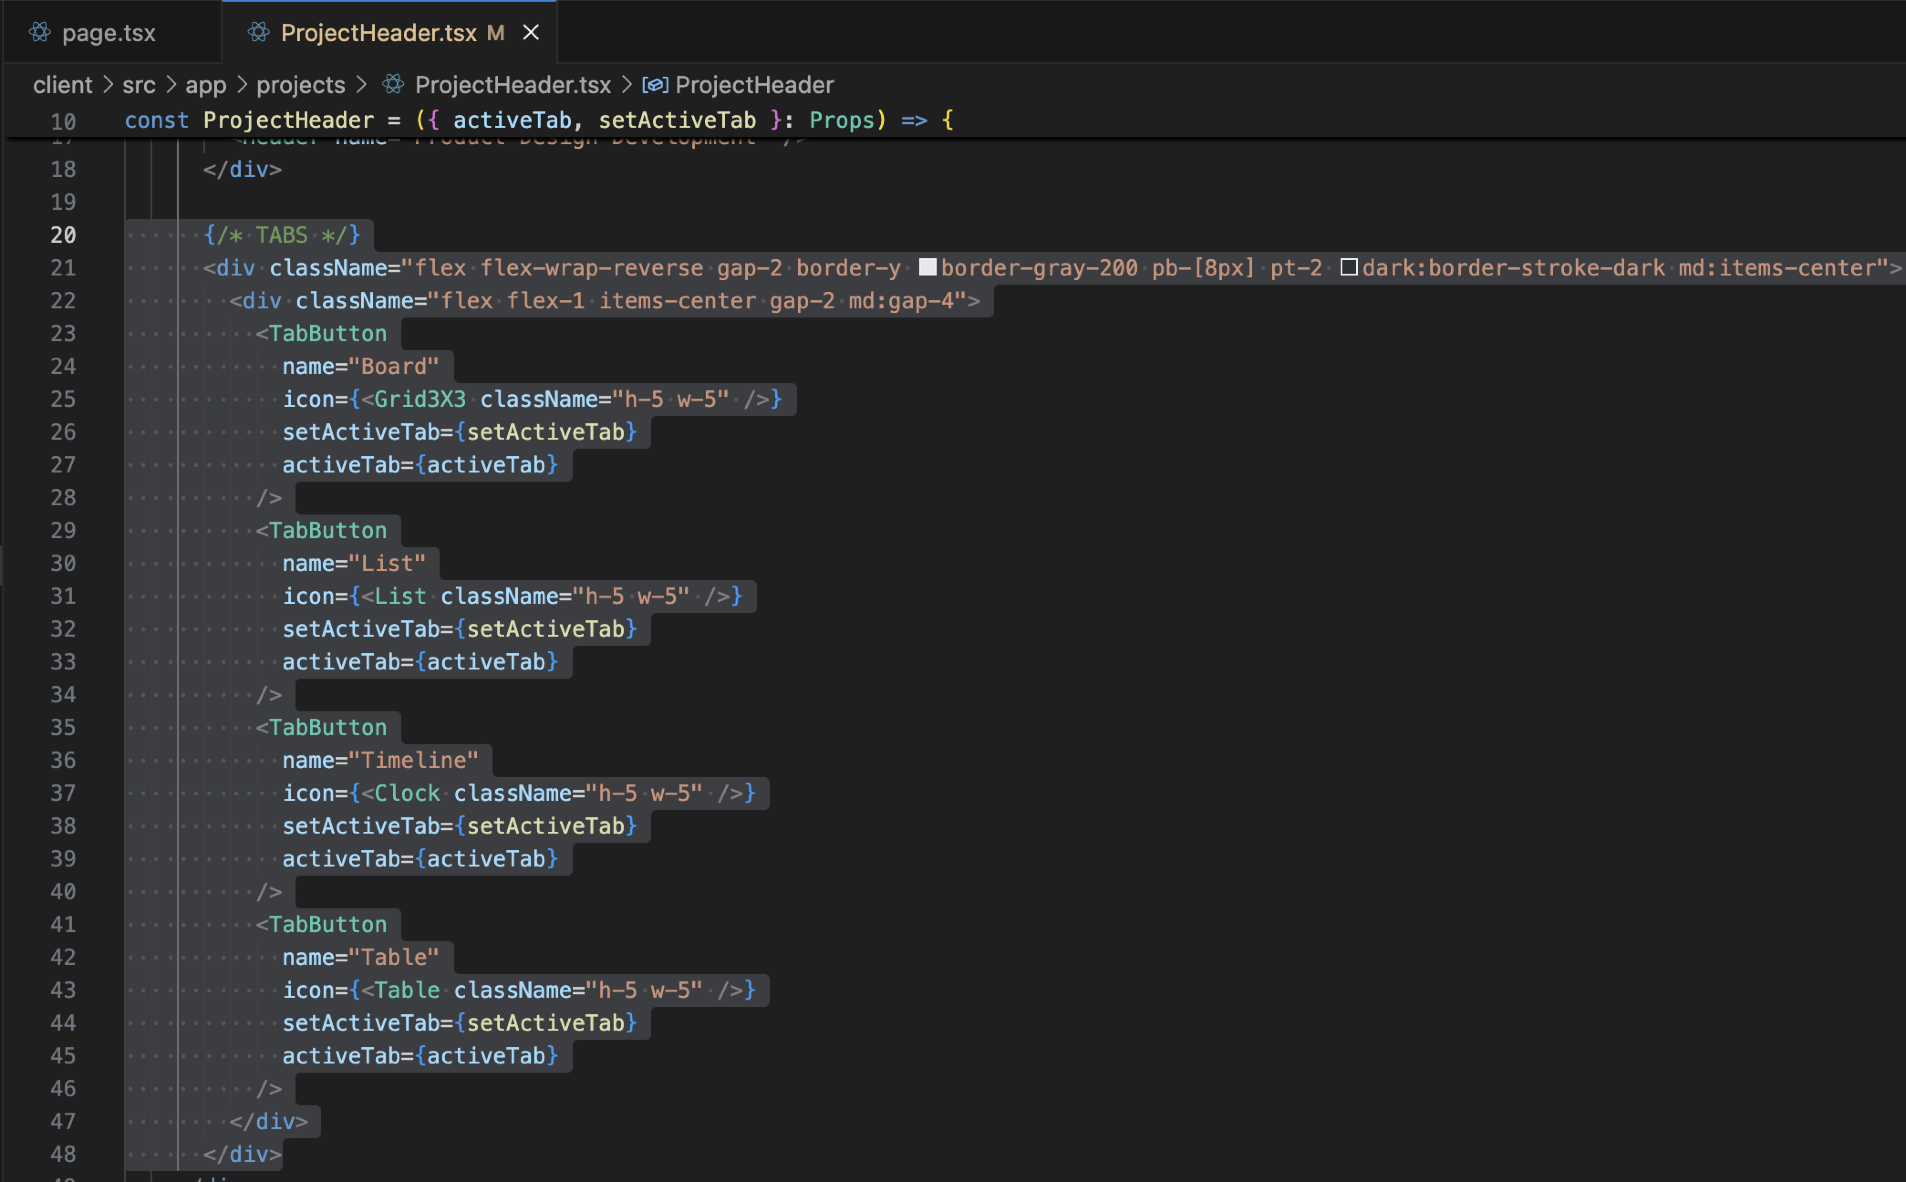 page.tsx
ProjectHeader.tsx M
client > src > app > projects > ProjectHeader.tsx > ProjectHeader
10 const ProjectHeader = ({ activeTab, setActiveTab }: Props) => {
17 <Header name="Product Design Development" />
18 </div>
19
20 {/* TABS */}
21 <div className="flex flex-wrap-reverse gap-2 border-y border-gray-200 pb-[8px] pt-2 dark:border-stroke-dark md:items-center">
22 <div className="flex flex-1 items-center gap-2 md:gap-4">
23 <TabButton
24 name="Board"
25 icon={<Grid3X3 className="h-5 w-5" />}
26 setActiveTab={setActiveTab}
27 activeTab={activeTab}
28 />
29 <TabButton
30 name="List"
31 icon={<List className="h-5 w-5" />}
32 setActiveTab={setActiveTab}
33 activeTab={activeTab}
34 />
35 <TabButton
36 name="Timeline"
37 icon={<Clock className="h-5 w-5" />}
38 setActiveTab={setActiveTab}
39 activeTab={activeTab}
40 />
41 <TabButton
42 name="Table"
43 icon={<Table className="h-5 w-5" />}
44 setActiveTab={setActiveTab}
45 activeTab={activeTab}
46 />
47 </div>
48 </div>